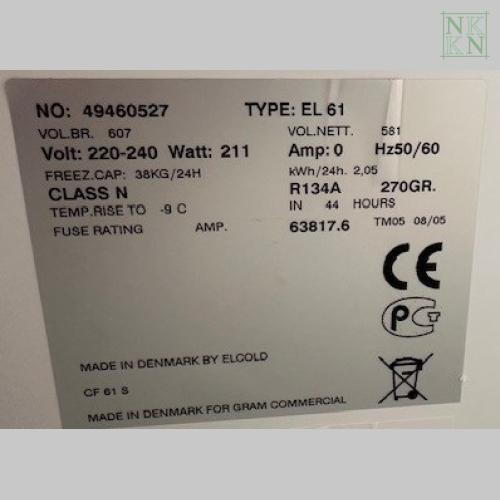 NK
KN
NO: 49460527 TYPE: EL 61
VOL.BR. 607 VOL.NETT. 581
Volt: 220-240 Watt: 211 Amp: 0 Hz50/60
FREEZ.CAP: 38KG/24H kWh/24h. 2,05
CLASS N R134A 270GR.
TEMP.RISE TO -9 C IN 44 HOURS
FUSE RATING AMP. 63817.6 TM05 08/05
CE
MADE IN DENMARK BY ELCOLD
CF 61 S
MADE IN DENMARK FOR GRAM COMMERCIAL